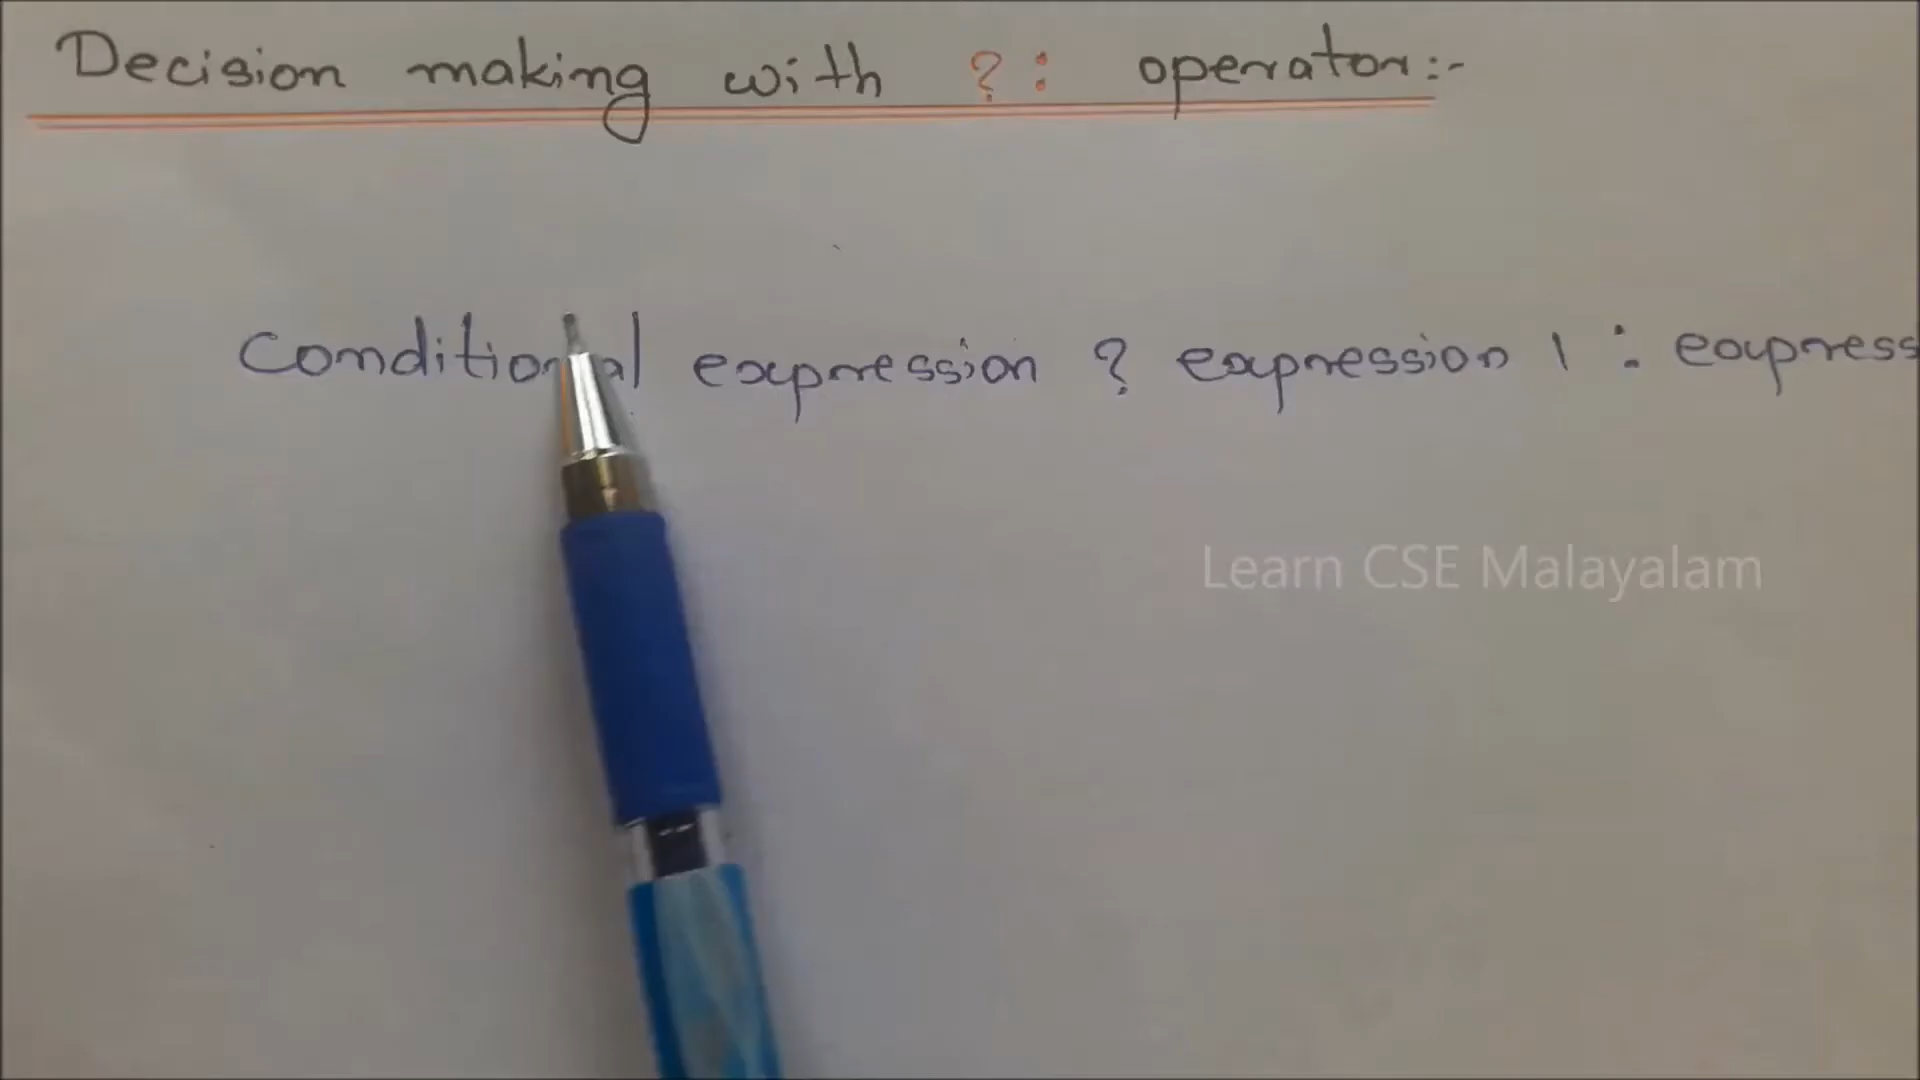 Decision making with ?: operator:-
Conditional expression ? expression 1 : express
Learn CSE Malayalam